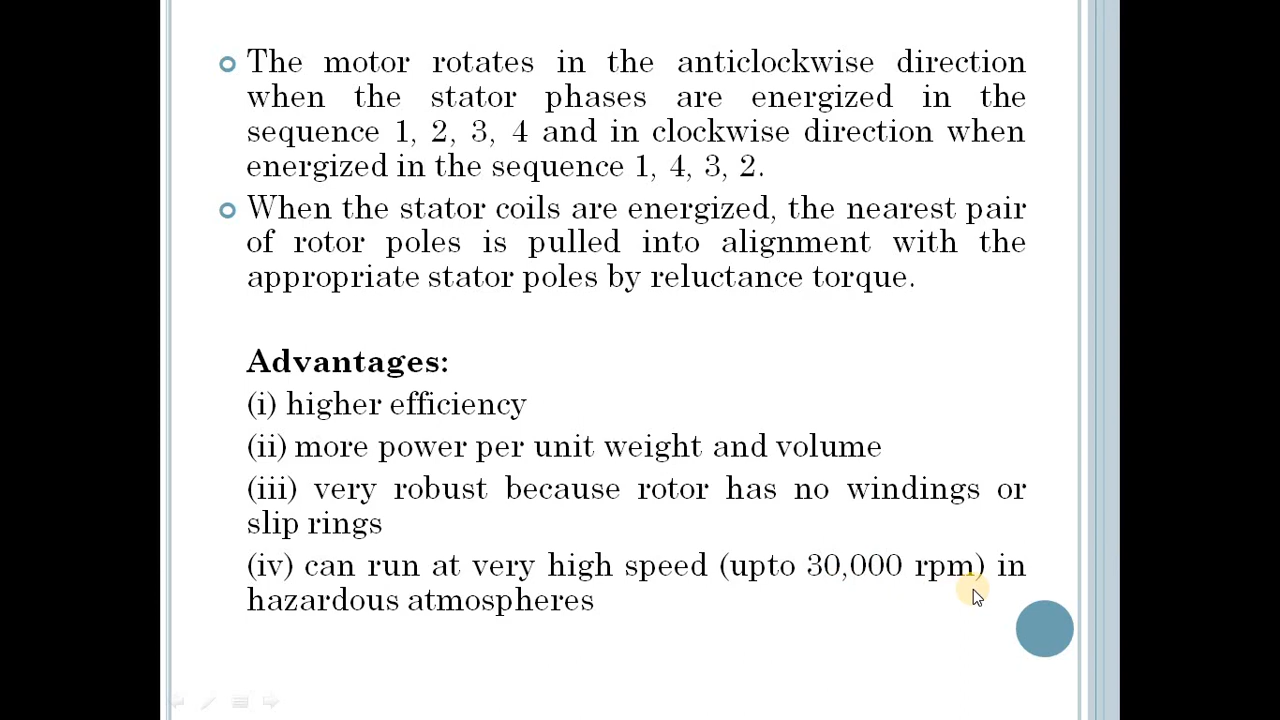 The motor rotates in the anticlockwise direction
when the stator phases are energized in the
sequence 1, 2, 3, 4 and in clockwise direction when
energized in the sequence 1, 4, 3, 2.
When the stator coils are energized, the nearest pair
of rotor poles is pulled into alignment with the
appropriate stator poles by reluctance torque.
Advantages:
(i) higher efficiency
(ii) more power per unit weight and volume
(iii) very robust because rotor has no windings or
slip rings
(iv) can run at very high speed (upto 30,000 rpm) in
hazardous atmospheres